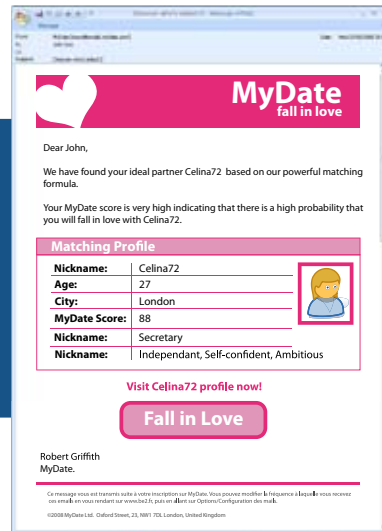 MyDate
fall in love
Dear John,
We have found your ideal partner Celina72 based on our powerful matching
formula.
Your MyDate score is very high indicating that there is a high probability that
you will fall in love with Celina72.
Matching Profile
Nickname: Celina72
Age: 27
City: London
MyDate Score: 88
Nickname: Secretary
Nickname: Independant, Self-confident, Ambitious
Visit Celina72 profile now!
Fall in Love
Robert Griffith
MyDate.
Ce message vous est transmis suite à votre inscription sur MyDate. Vous pouvez modifier la fréquence à laquelle vous recevez
ces emails en vous rendant sur www.be2.fr, puis en allant sur Options/Configuration des mails.
©2008 MyDate Ltd. Oxford Street, 23, NW1 7DL London, United Kingdom